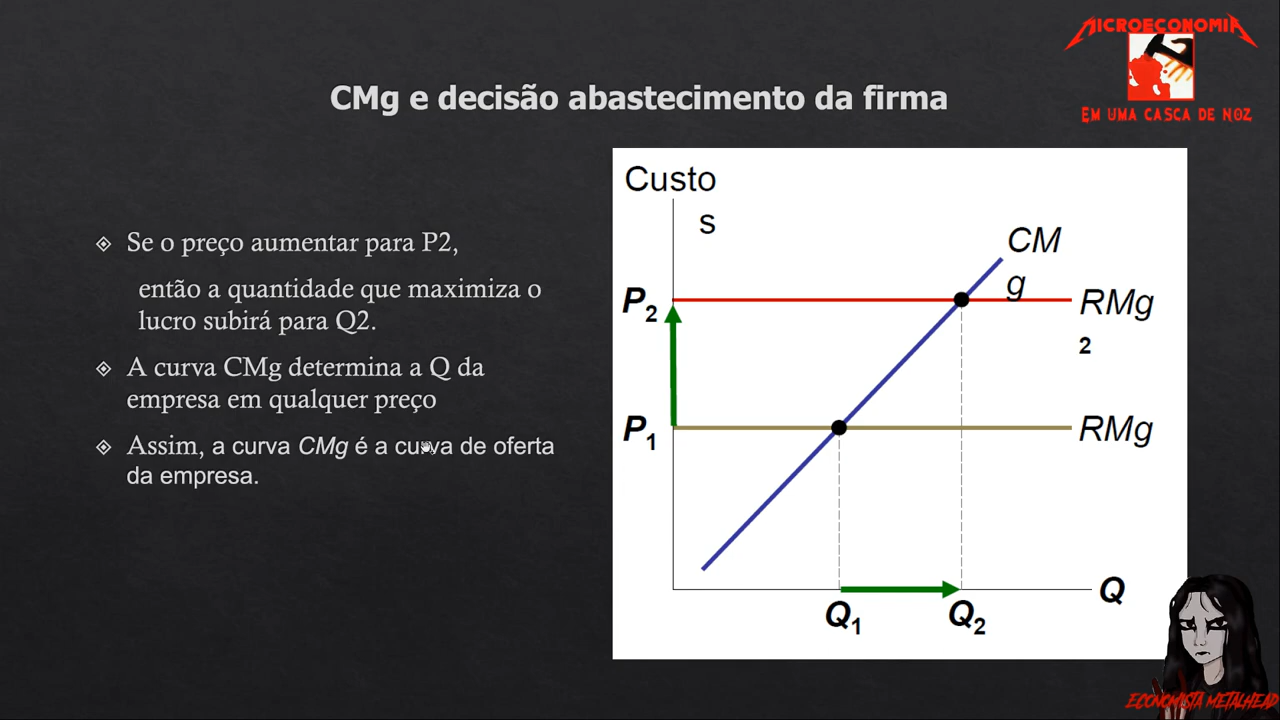 MICROECONOMIA
EM UMA CASCA DE NOZ
CMg e decisão abastecimento da firma
Se o preço aumentar para P2,
então a quantidade que maximiza o
lucro subirá para Q2.
A curva CMg determina a Q da
empresa em qualquer preço
Assim, a curva CMg é a curva de oferta
da empresa.
Custo
s
CM
g
P2
RMg
2
P1
RMg
Q
Q1
Q2
ECONOMISTA METALHEAD